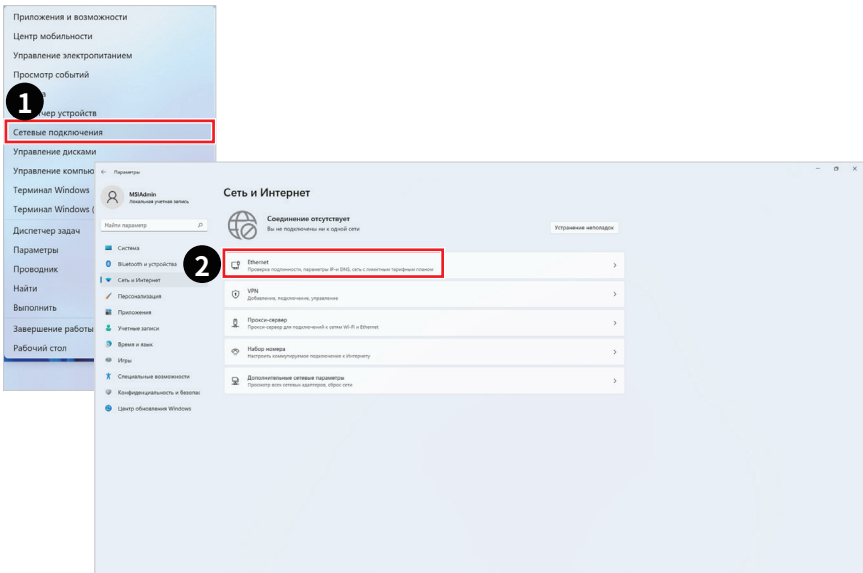 Приложения и возможности
Центр мобильности
Управление электропитанием
Просмотр событий
1
Сетевые подключения
Управление дисками
Управление компью
Терминал Windows
Терминал Windows (
Диспетчер задач
Параметры
Проводник
Найти
Выполнить
Завершение работы
Рабочий стол
Параметры
MSIAdmin
Локальная учетная запись
Найти параметр
Система
Bluetooth и устройства
Сеть и Интернет
Персонализация
Приложения
Учетные записи
Время и язык
Игры
Специальные возможности
Конфиденциальность и безопас
Центр обновления Windows
Сеть и Интернет
Соединение отсутствует
Вы не подключены ни к одной сети
Устранение неполадок
2
Ethernet
Проверка подлинности, параметры IP и DNS, сеть с лимитным тарифным планом
VPN
Добавление, подключение, управление
Прокси-сервер
Прокси-сервер для подключений к сетям Wi-Fi и Ethernet
Набор номера
Настроить коммутируемое подключение к Интернету
Дополнительные сетевые параметры
Просмотр всех сетевых адаптеров, сброс сети